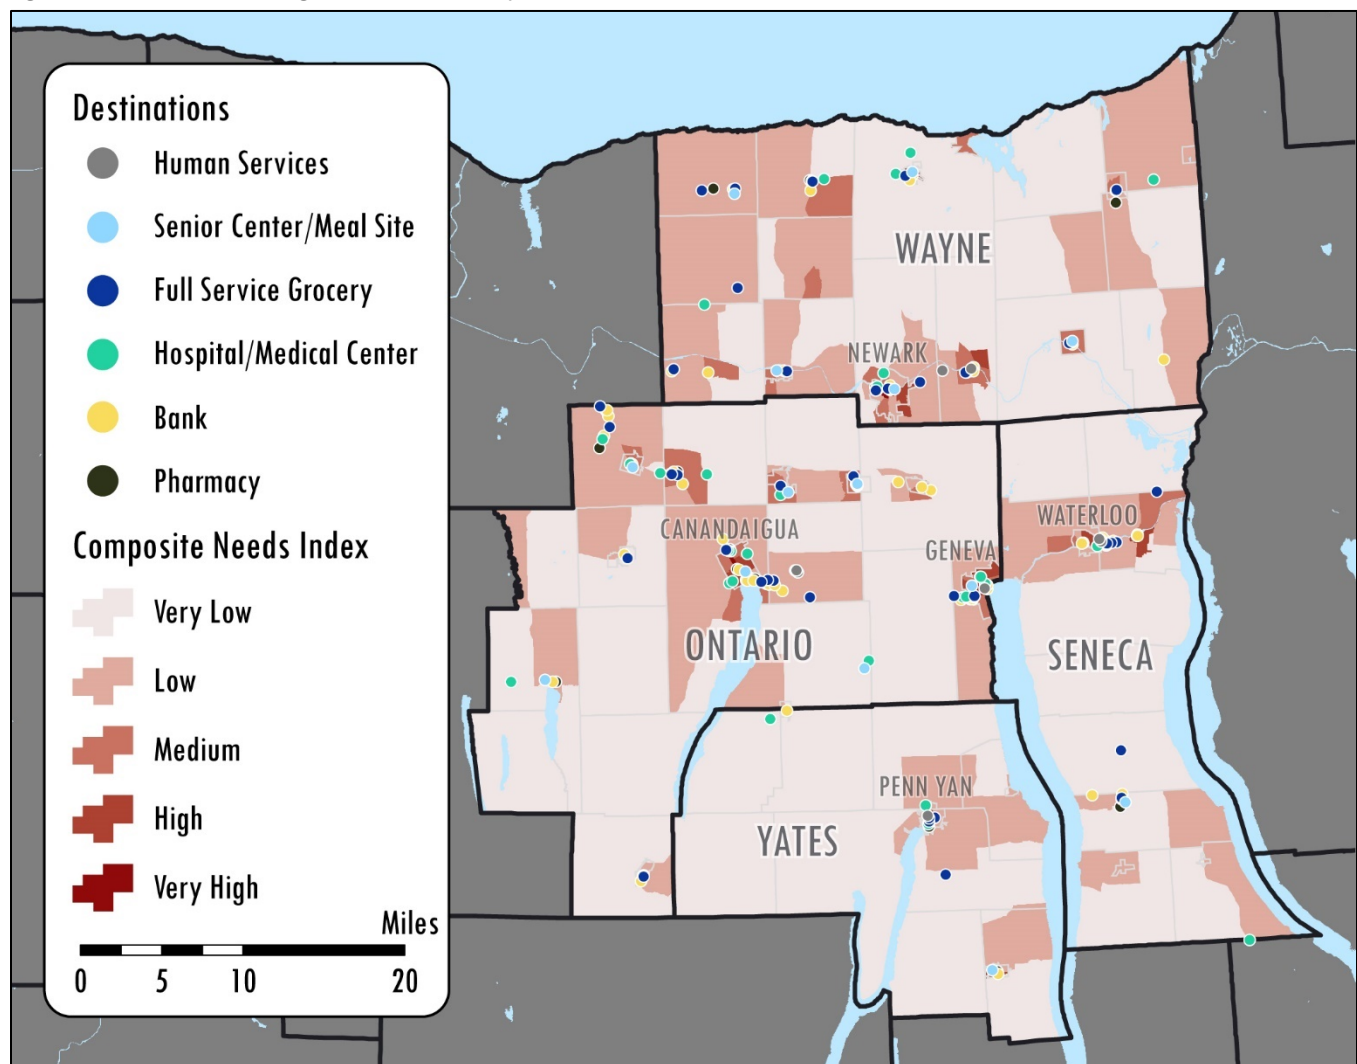 Destinations
Human Services
Senior Center/Meal Site
Full Service Grocery
Hospital/Medical Center
Bank
Pharmacy
Composite Needs Index
Very Low
Low
Medium
High
Very High
Miles
0 5 10 20
WAYNE
NEWARK
CANANDAIGUA
WATERLOO
GENEVA
ONTARIO
SENECA
PENN YAN
YATES